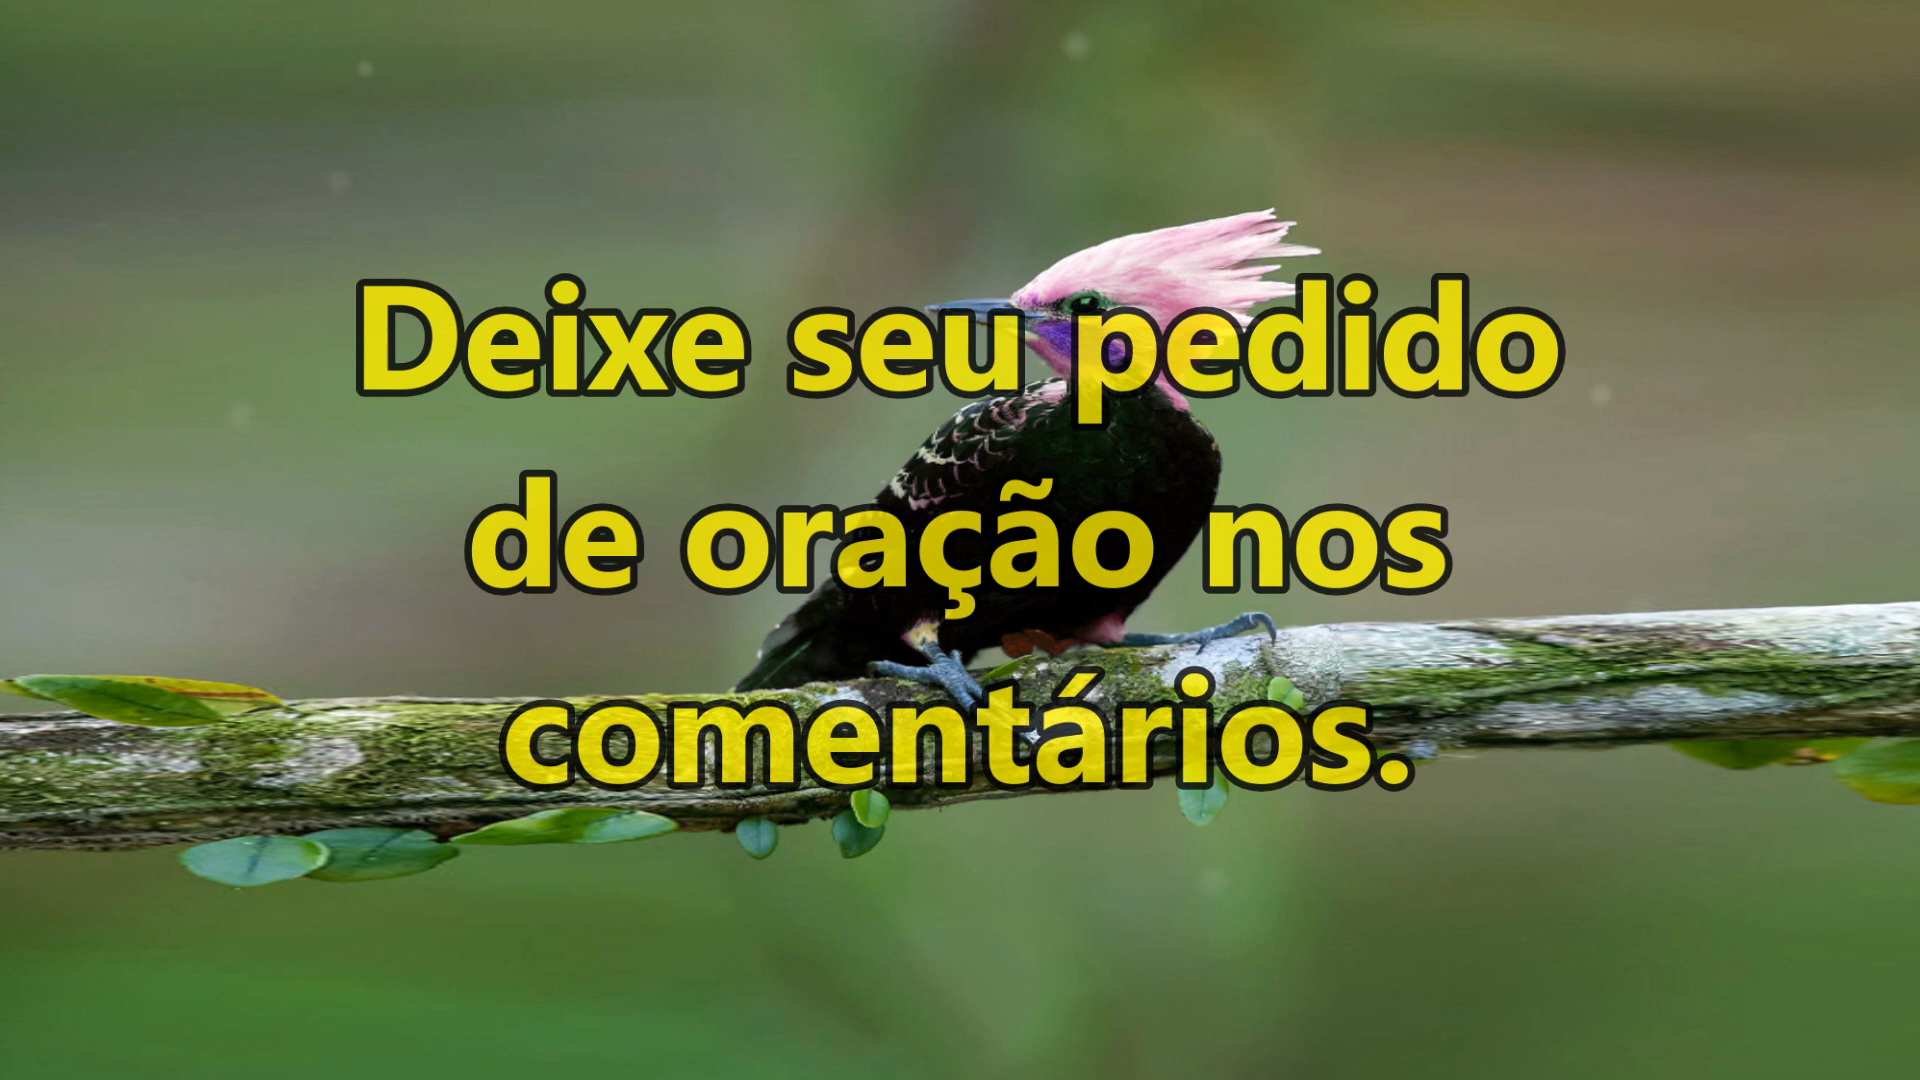 Deixe seu pedido
de oração nos
comentários.